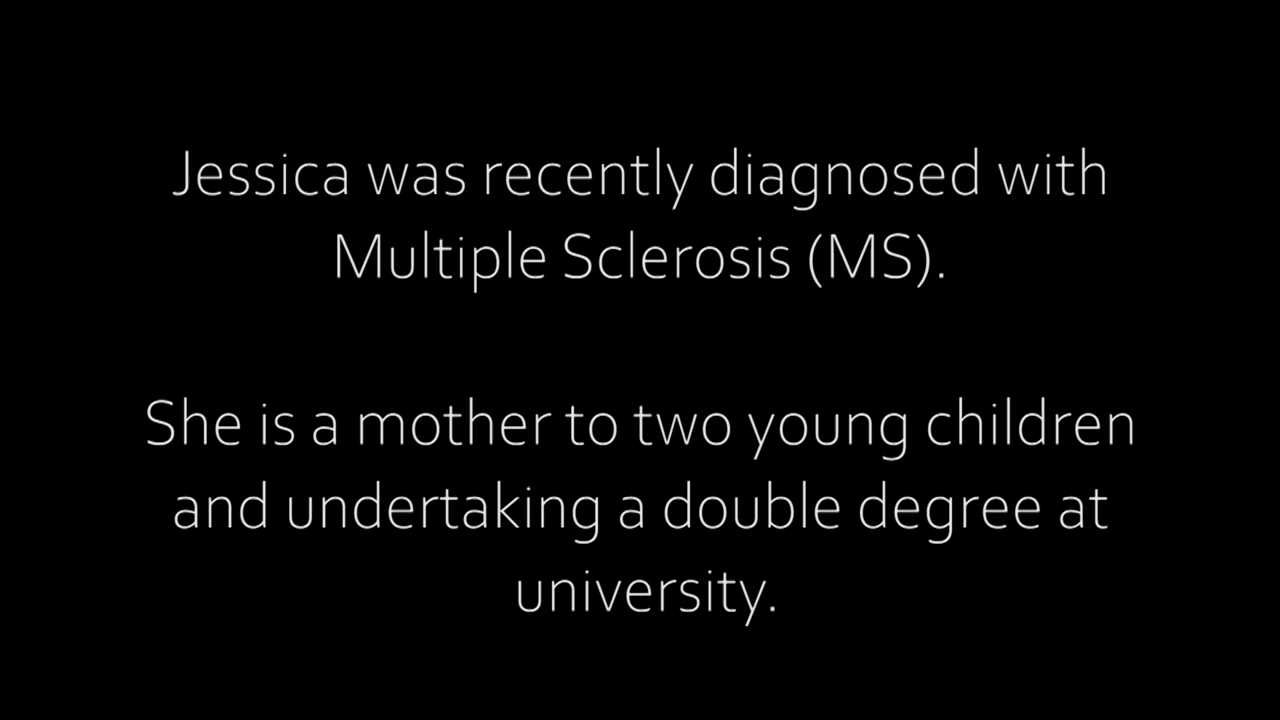 Jessica was recently diagnosed with
Multiple Sclerosis (MS).
She is a mother to two young children
and undertaking a double degree at
university.